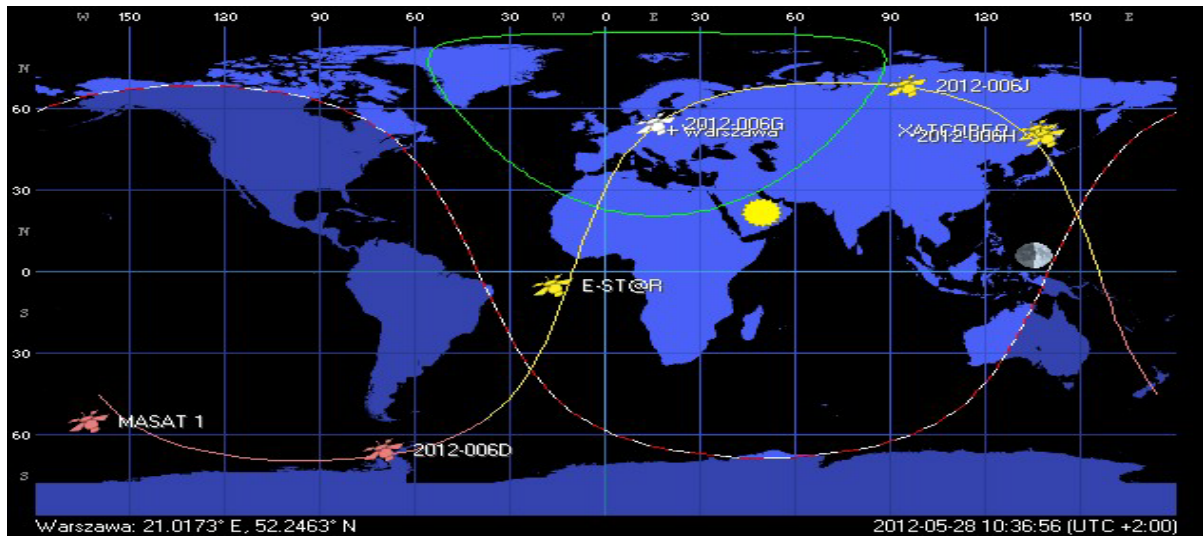 W 150 120 90 60 30 W 0 E 30 60 90 120 150 E
N
60
2012-006J
2012-006G
+ Warszawa
XATCOBEO
2012-006H
30
N
0
E-ST@R
S
30
MASAT 1
60
2012-006D
S
Warszawa: 21.0173° E, 52.2463° N
2012-05-28 10:36:56 (UTC +2:00)